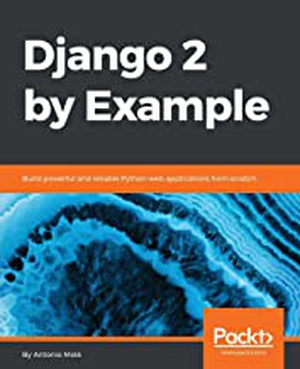 Django 2
by Example
Build powerful and reliable Python web applications from scratch
Packt>
By Antonio Melé